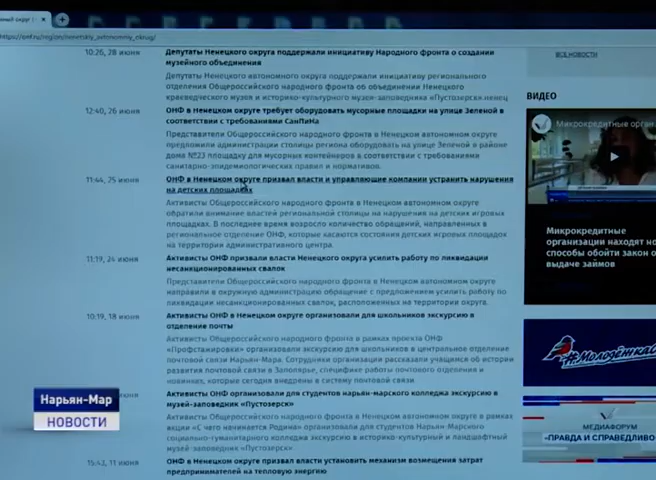 https://onf.ru/region/neneckiy_avtonomniy_okrug/
10:26, 28 июня
Депутаты Ненецкого округа поддержали инициативу Народного фронта о создании
музейного объединения
Депутаты Ненецкого автономного округа поддержали инициативу регионального
отделения Общероссийского народного фронта об объединении Ненецкого
краеведческого музея и историко-культурного музея-заповедника «Пустозерск».ненец
12:40, 26 июня
ОНФ в Ненецком округе требует оборудовать мусорные площадки на улице Зеленой в
соответствии с требованиями СанПиНа
Представители Общероссийского народного фронта в Ненецком автономном округе
предложили администрации столицы региона оборудовать на улице Зеленой в районе
дома №23 площадку для мусорных контейнеров в соответствии с требованиями
санитарно-эпидемиологических правил и нормативов.
11:44, 25 июня
ОНФ в Ненецком округе призвал власти и управляющие компании устранить нарушения
на детских площадках
Активисты Общероссийского народного фронта в Ненецком автономном округе
обратили внимание властей региональной столицы на нарушения на детских игровых
площадках. В последнее время возросло количество обращений, направленных в
региональное отделение ОНФ, которые касаются состояния детских игровых площадок
на территории административного центра.
11:19, 24 июня
Активисты ОНФ призвали власти Ненецкого округа усилить работу по ликвидации
несанкционированных свалок
Представители Общероссийского народного фронта в Ненецком автономном округе
направили в окружную администрацию обращение с предложением усилить работу по
ликвидации несанкционированных свалок, расположенных на территории округа.
10:19, 18 июня
Активисты ОНФ в Ненецком округе организовали для школьников экскурсию в
отделение почты
Активисты Общероссийского народного фронта в рамках проекта ОНФ
«Профстажировки» организовали экскурсию для школьников в центральное отделение
почтовой связи Нарьян-Мара. Сотрудники организации рассказали учащимся об истории
развития почтовой связи в Заполярье, специфике работы почтового отделения и
новинках, которые сегодня внедрены в систему почтовой связи
Активисты ОНФ организовали для студентов нарьян-марского колледжа экскурсию в
музей-заповедник «Пустозерск»
Активисты Общероссийского народного фронта в Ненецком автономном округе в рамках
акции «С чего начинается Родина» организовали для студентов Нарьян-Марского
социально-гуманитарного колледжа экскурсию в историко-культурный и ландшафтный
музей-заповедник «Пустозерск».
15:43, 11 июня
ОНФ в Ненецком округе призвал власти установить механизм возмещения затрат
предпринимателей на тепловую энергию
ВСЕ НОВОСТИ
ВИДЕО
Микрокредитные орган
Микрокредитные
организации находят но
способы обойти закон о
выдаче займов
#Молодёжка
МЕДИАФОРУМ
«ПРАВДА И СПРАВЕДЛИВО
Нарьян-Мар
НОВОСТИ